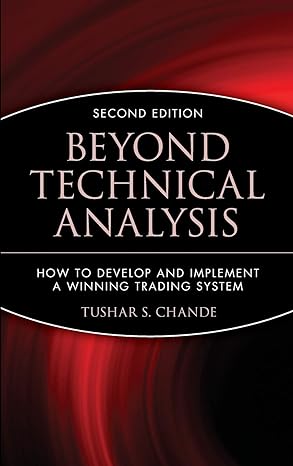 SECOND EDITION
BEYOND
TECHNICAL
ANALYSIS
HOW TO DEVELOP AND IMPLEMENT
A WINNING TRADING SYSTEM
TUSHAR S. CHANDE